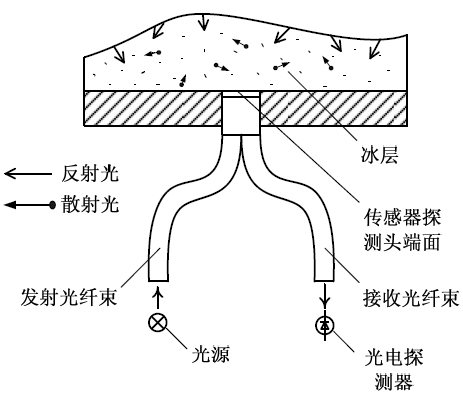 冰层
反射光
散射光
传感器探
测头端面
发射光纤束
接收光纤束
光源
光电探
测器